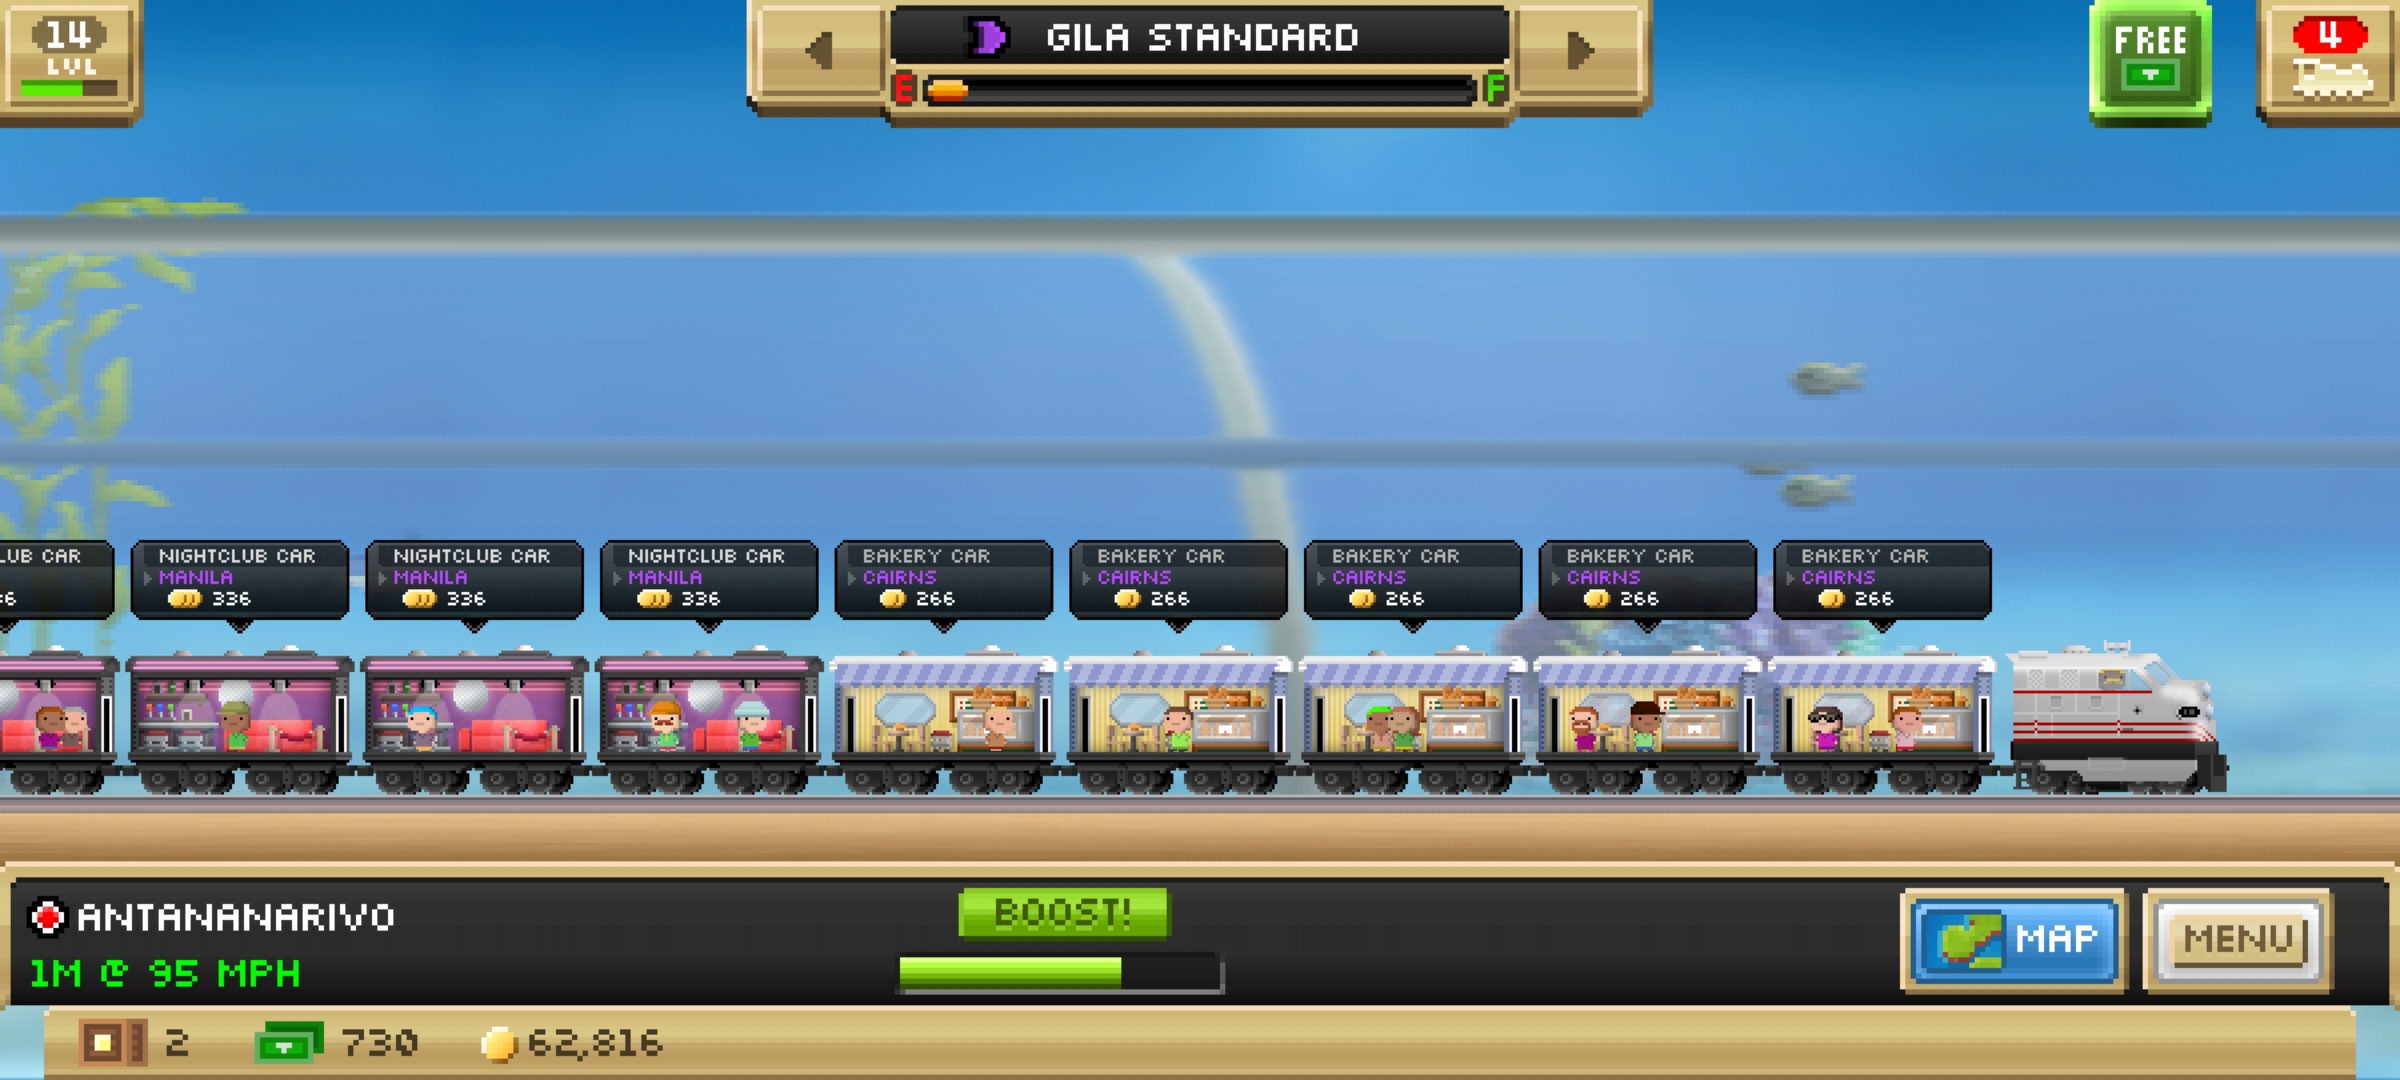 14
LVL
GILA STANDARD
E F
FREE
4
LUB CAR
NIGHTCLUB CAR
MANILA
336
NIGHTCLUB CAR
MANILA
336
NIGHTCLUB CAR
MANILA
336
BAKERY CAR
CAIRNS
266
BAKERY CAR
CAIRNS
266
BAKERY CAR
CAIRNS
266
BAKERY CAR
CAIRNS
266
BAKERY CAR
CAIRNS
266
ANTANANARIVO
1M @ 95 MPH
BOOST!
MAP
MENU
2
730
62,816